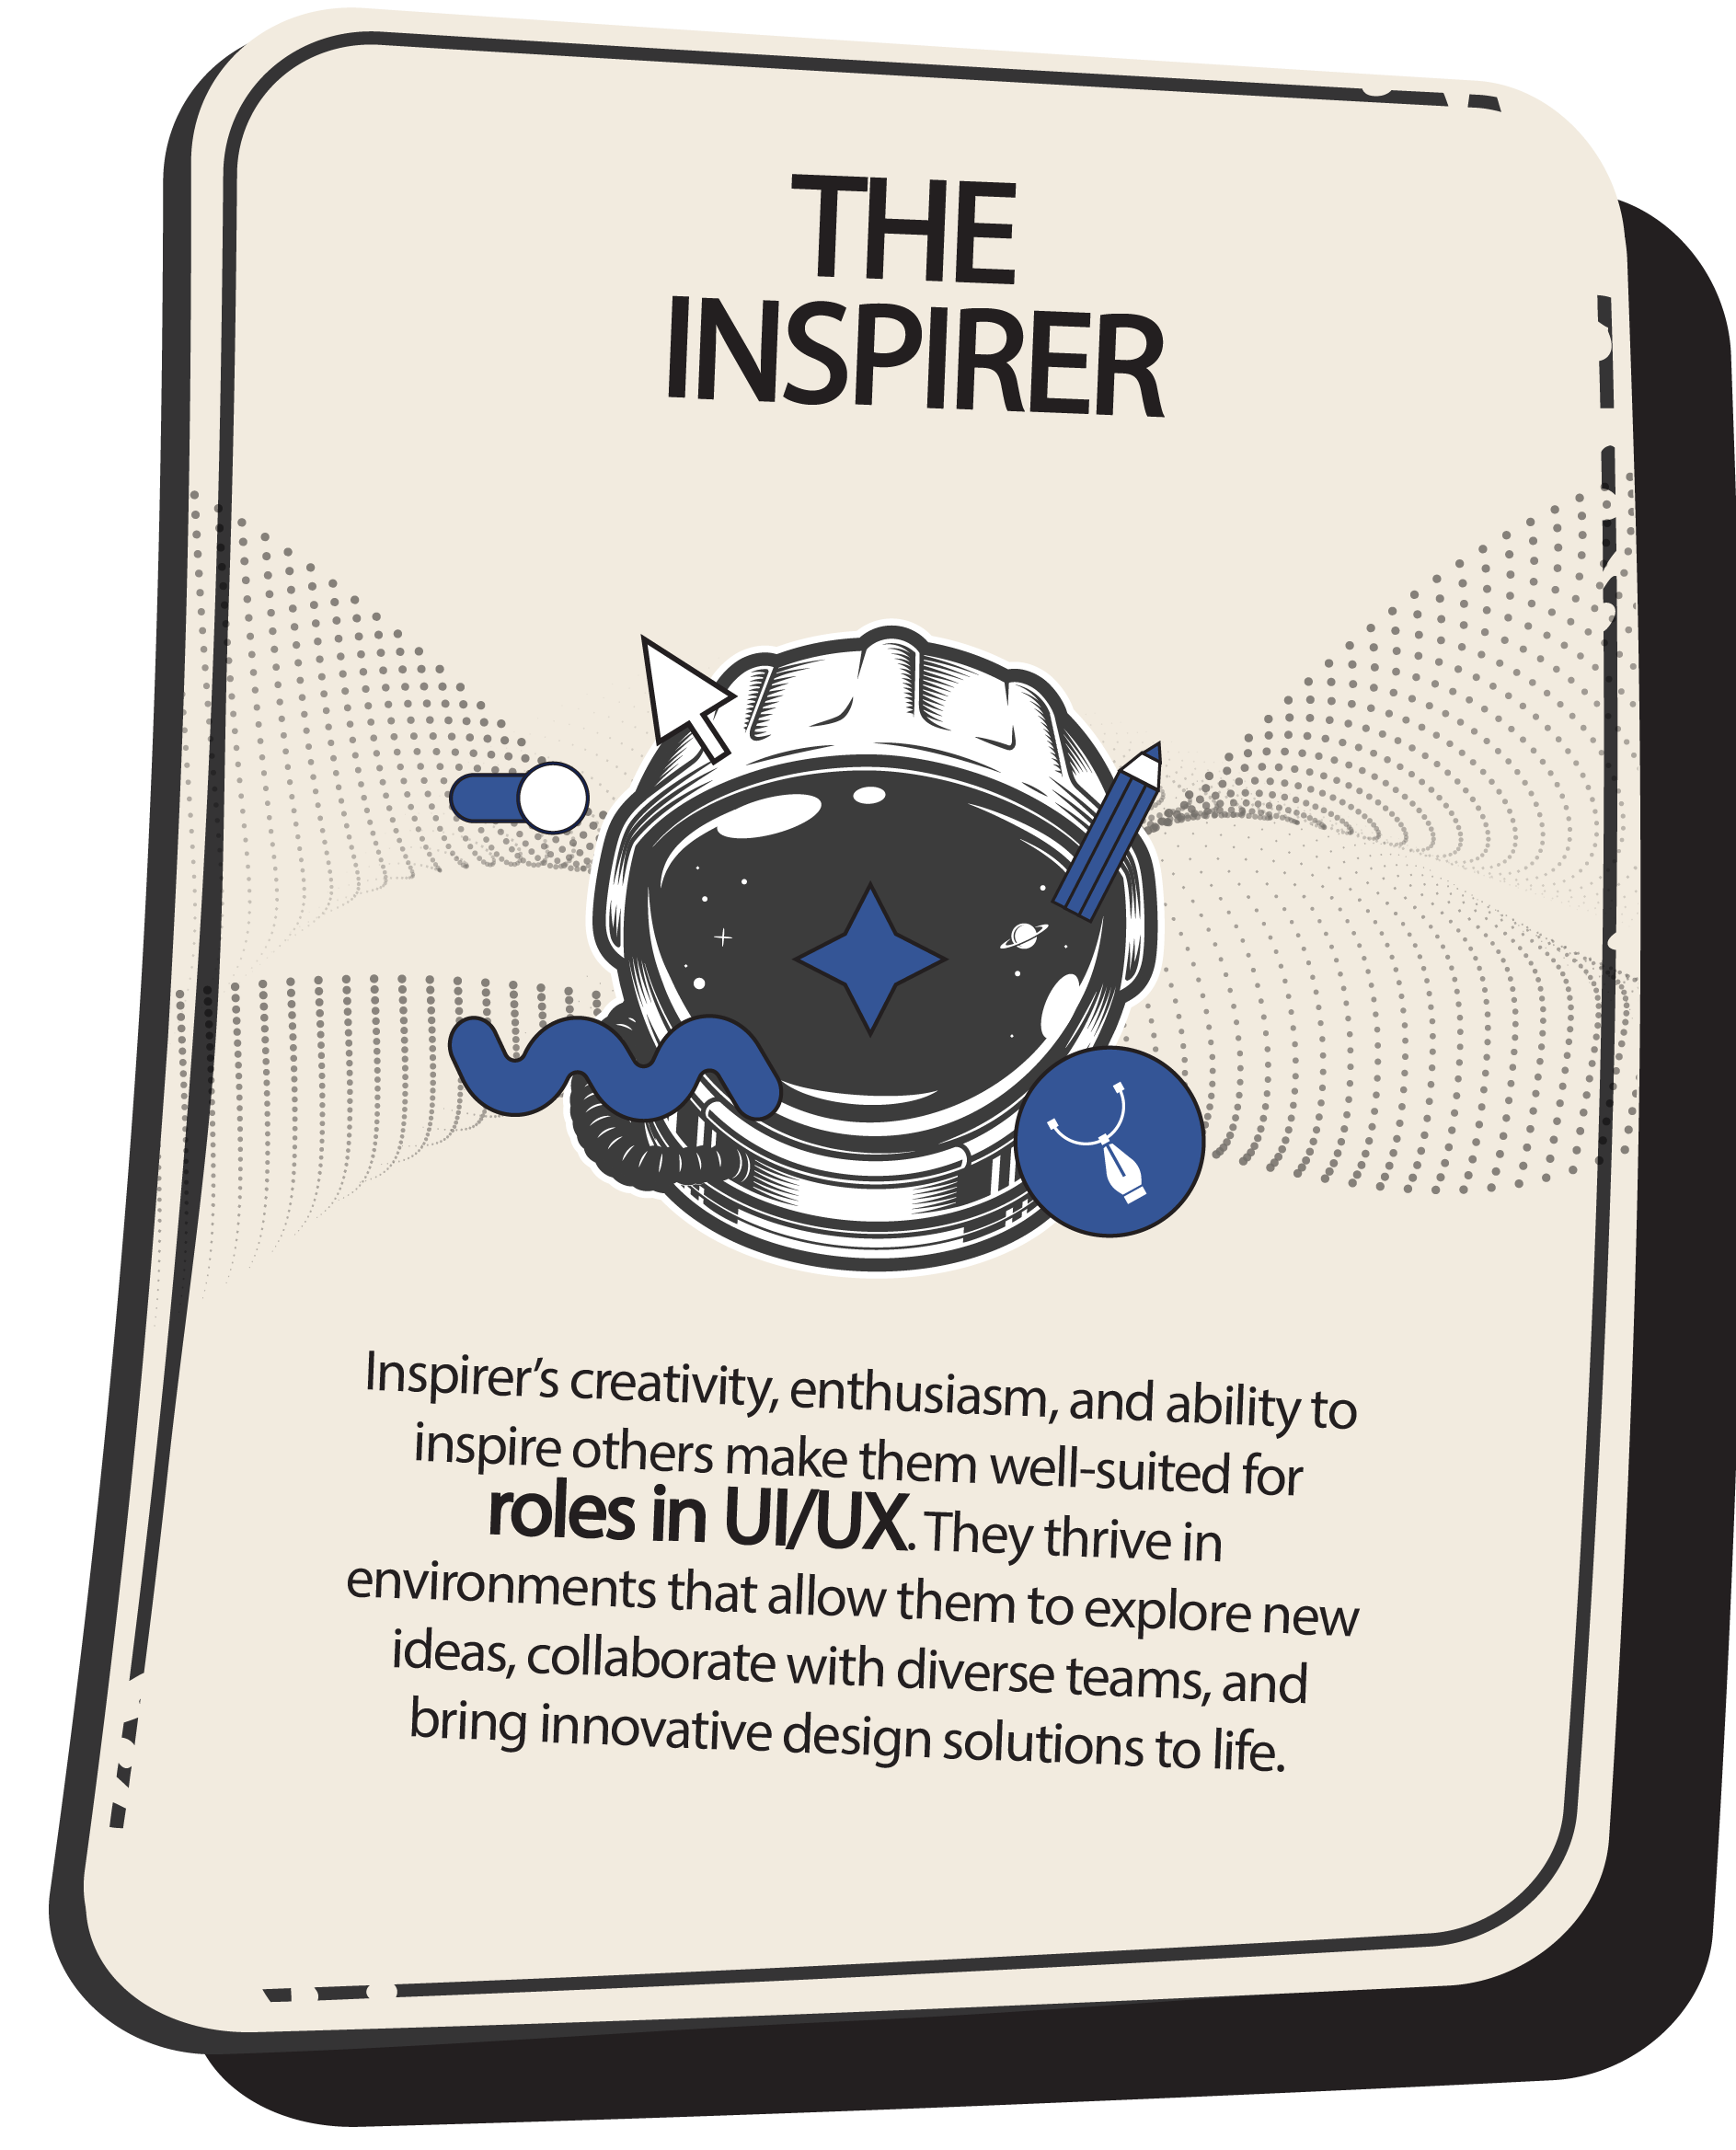 THE
INSPIRER
Inspirer’s creativity, enthusiasm, and ability to
inspire others make them well-suited for
roles in UI/UX. They thrive in
environments that allow them to explore new
ideas, collaborate with diverse teams, and
bring innovative design solutions to life.